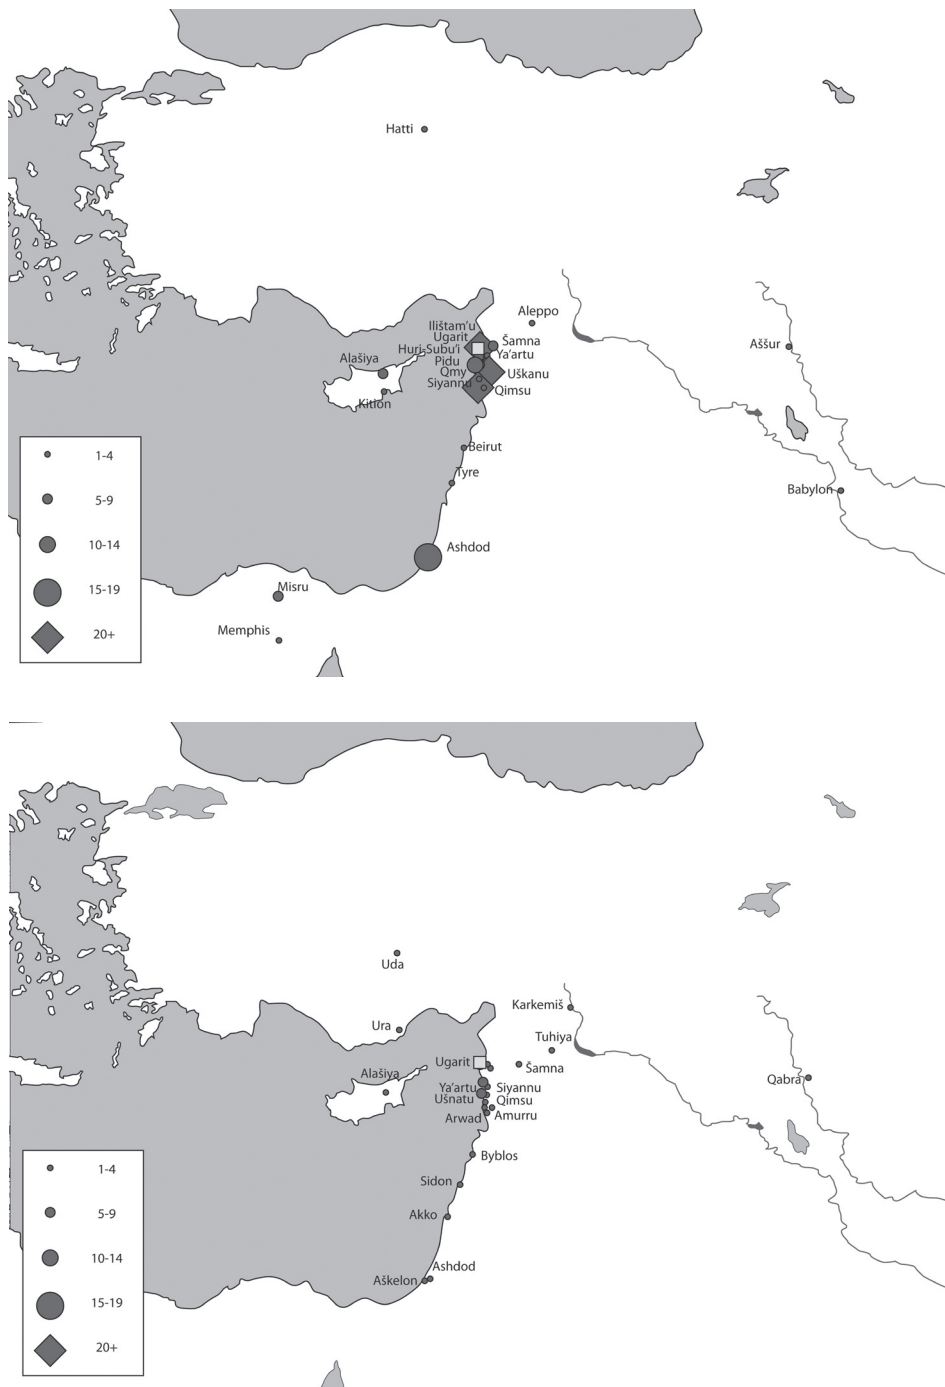 Hatti
Aleppo
Ilištam’u
Ugarit
Šamna
Huri-Subu’i
Ya’artu
Aššur
Alašiya
Pidu
Qmy
Uškanu
Siyannu
Qimsu
Kition
Beirut
Tyre
Babylon
Ashdod
Misru
Memphis
1-4
5-9
10-14
15-19
20+
Uda
Karkemiš
Ura
Tuhiya
Ugarit
Šamna
Alašiya
Qabra
Ya’artu
Siyannu
Ušnatu
Qimsu
Arwad
Amurru
Byblos
Sidon
Akko
Ashdod
Aškelon
1-4
5-9
10-14
15-19
20+